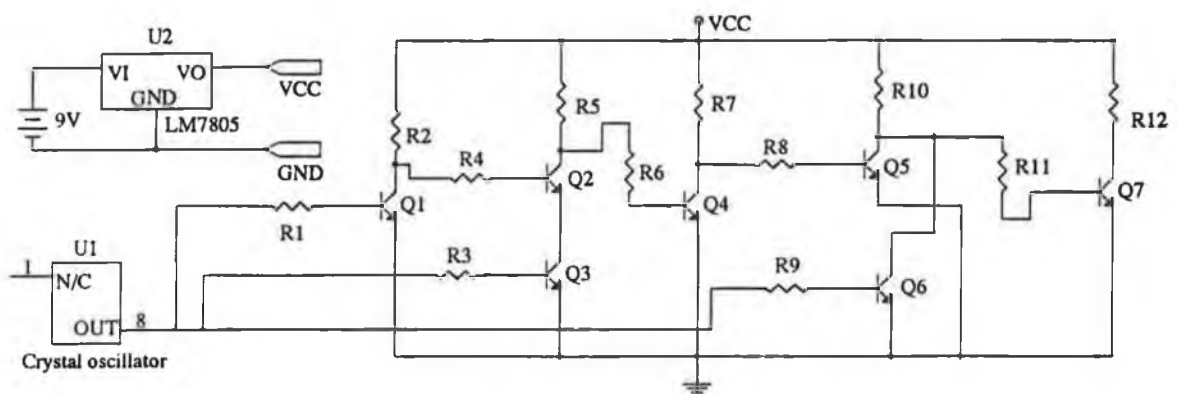 U2
VI
VO
GND
LM7805
9V
VCC
GND
VCC
R2
R5
R7
R10
R12
R4
R6
R8
R11
Q1
Q2
Q4
Q5
Q7
R1
R3
R9
Q3
Q6
U1
1
N/C
OUT
8
Crystal oscillator